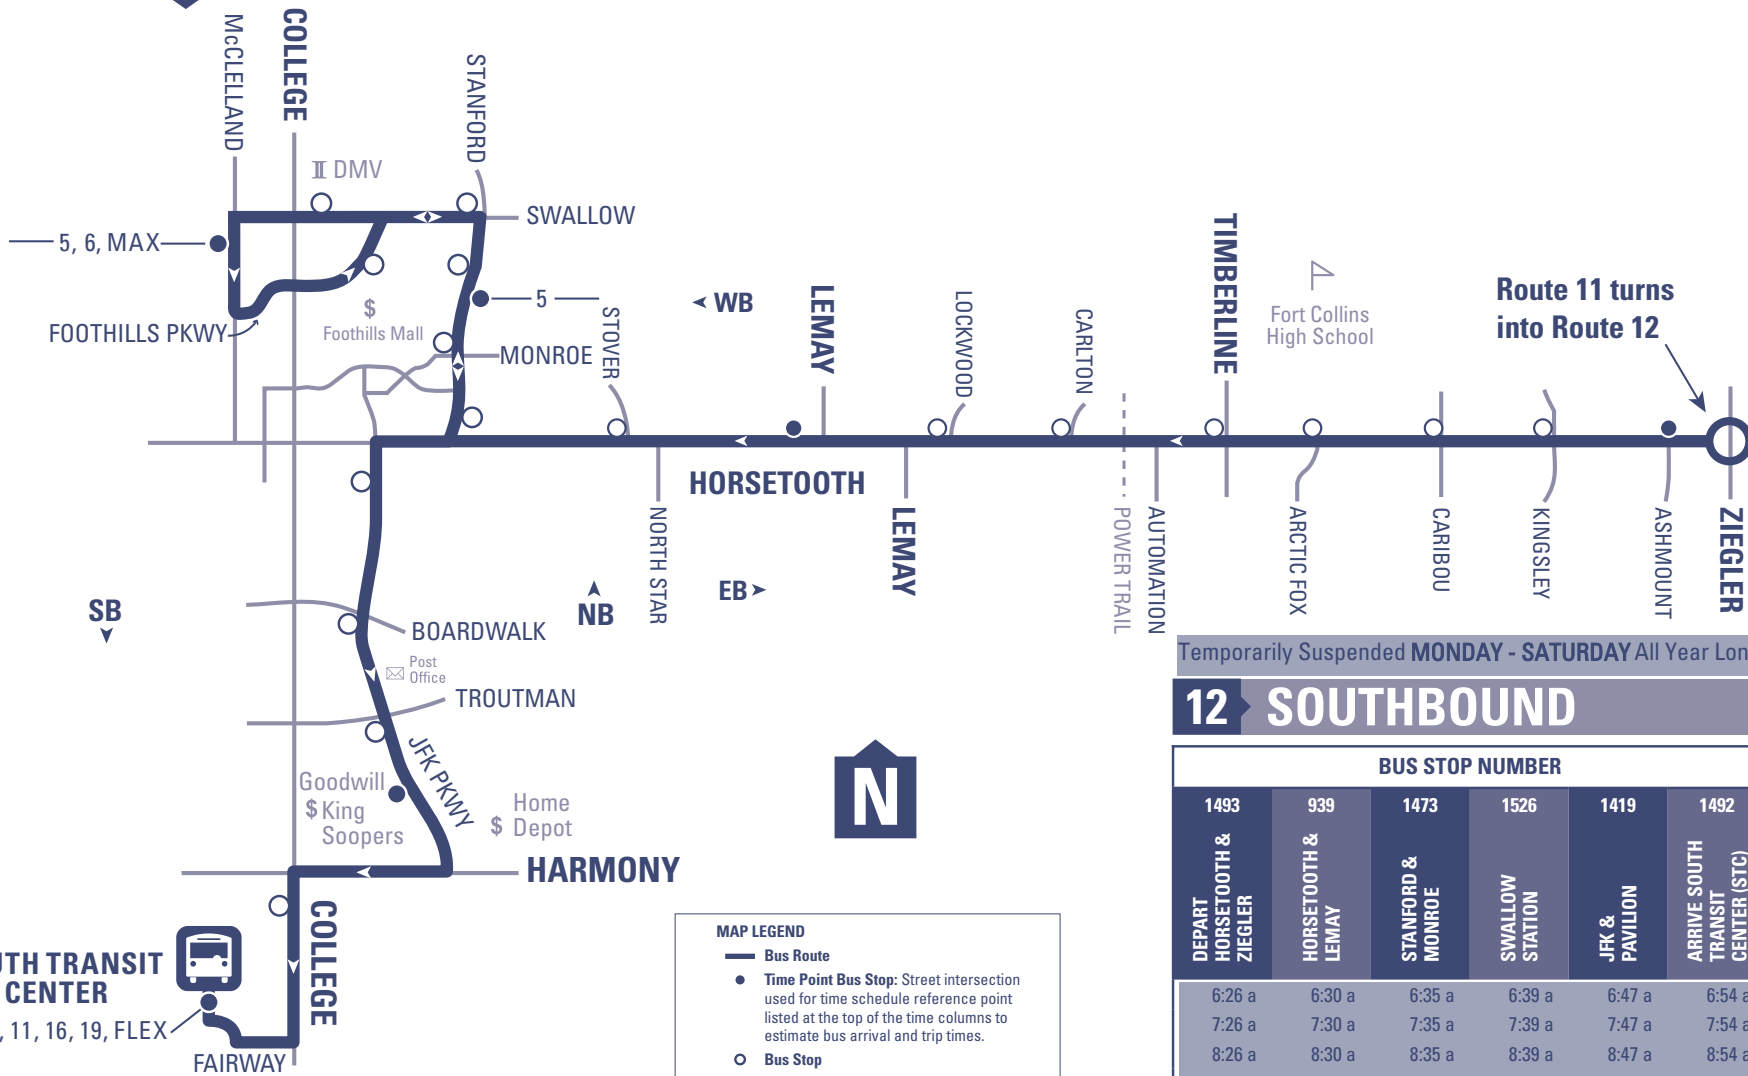 McCLELLAND
COLLEGE
STANFORD
DMV
SWALLOW
5, 6, MAX
5
FOOTHILLS PKWY
$
Foothills Mall
MONROE
STOVER
WB
LEMAY
LOCKWOOD
CARLTON
TIMBERLINE
Fort Collins
High School
Route 11 turns
into Route 12
HORSETOOTH
NORTH STAR
LEMAY
POWER TRAIL
AUTOMATION
ARCTIC FOX
CARIBOU
KINGSLEY
ASHMOUNT
ZIEGLER
SB
NB
EB
BOARDWALK
Post
Office
TROUTMAN
JFK PKWY
Goodwill
$ King
Soopers
$ Home
Depot
HARMONY
COLLEGE
UTH TRANSIT
CENTER
, 11, 16, 19, FLEX
FAIRWAY
N
MAP LEGEND
Bus Route
Time Point Bus Stop: Street intersection
used for time schedule reference point
listed at the top of the time columns to
estimate bus arrival and trip times.
Bus Stop
Temporarily Suspended MONDAY - SATURDAY All Year Lon
12 SOUTHBOUND
BUS STOP NUMBER
1493 939 1473 1526 1419 1492
DEPART
HORSETOOTH &
ZIEGLER
HORSETOOTH &
LEMAY
STANFORD &
MONROE
SWALLOW
STATION
JFK &
PAVILION
ARRIVE SOUTH
TRANSIT
CENTER (STC)
6:26 a 6:30 a 6:35 a 6:39 a 6:47 a 6:54 a
7:26 a 7:30 a 7:35 a 7:39 a 7:47 a 7:54 a
8:26 a 8:30 a 8:35 a 8:39 a 8:47 a 8:54 a